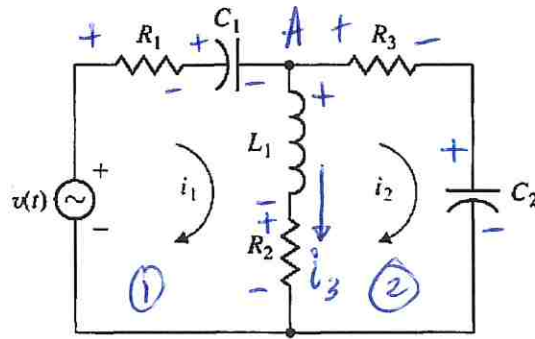 C₁
+ R₁ + A + R₃ −
− −
+
L₁
+
+ i₁ − i₂ C₂
v(t) +
− R₂ −
− i₃
① ②